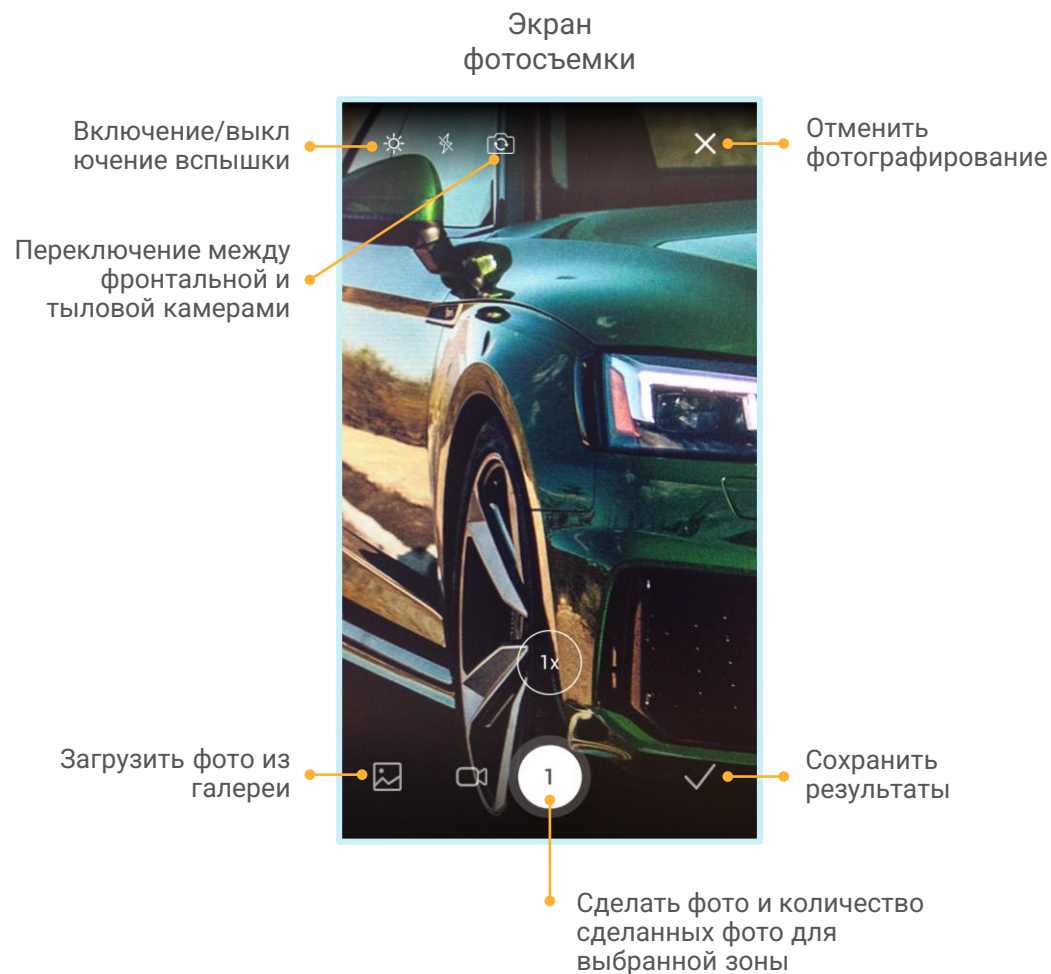 Экран
фотосъемки
Включение/выкл
ючение вспышки
Отменить
фотографирование
Переключение между
фронтальной и
тыловой камерами
1x
Загрузить фото из
галереи
1
Сохранить
результаты
Сделать фото и количество
сделанных фото для
выбранной зоны